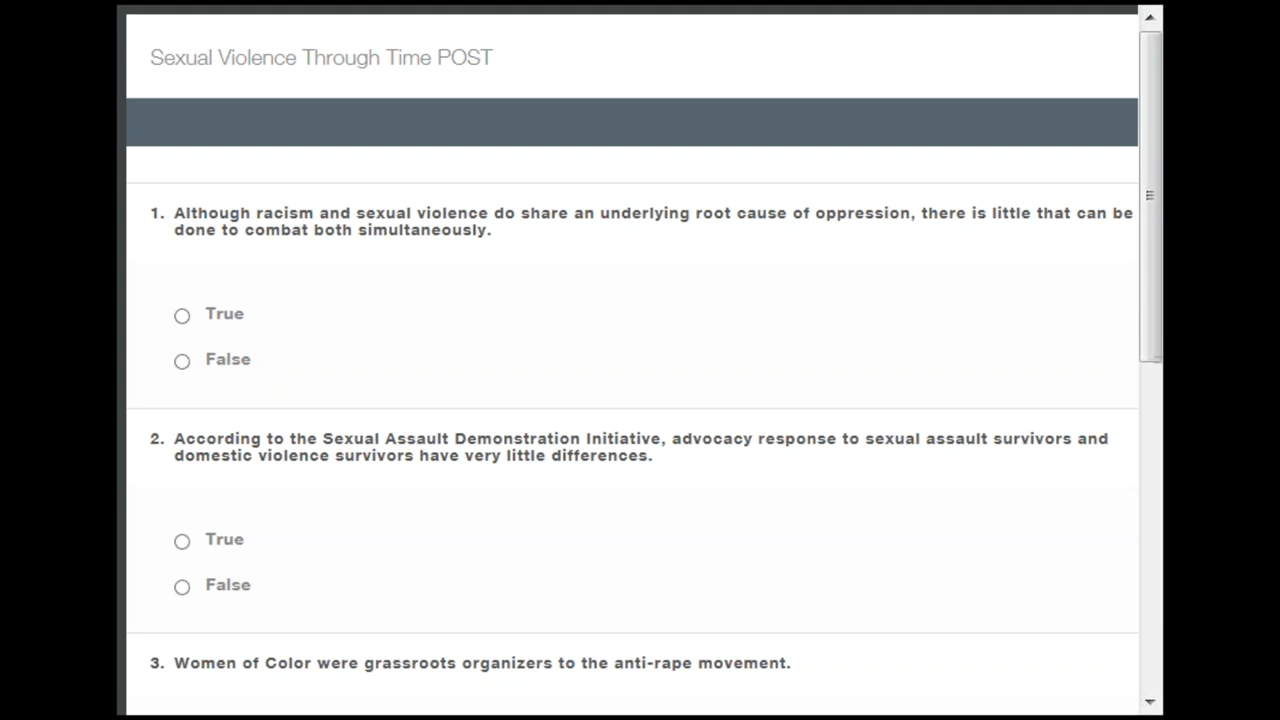 Sexual Violence Through Time POST
1. Although racism and sexual violence do share an underlying root cause of oppression, there is little that can be
done to combat both simultaneously.
True
False
2. According to the Sexual Assault Demonstration Initiative, advocacy response to sexual assault survivors and
domestic violence survivors have very little differences.
True
False
3. Women of Color were grassroots organizers to the anti-rape movement.